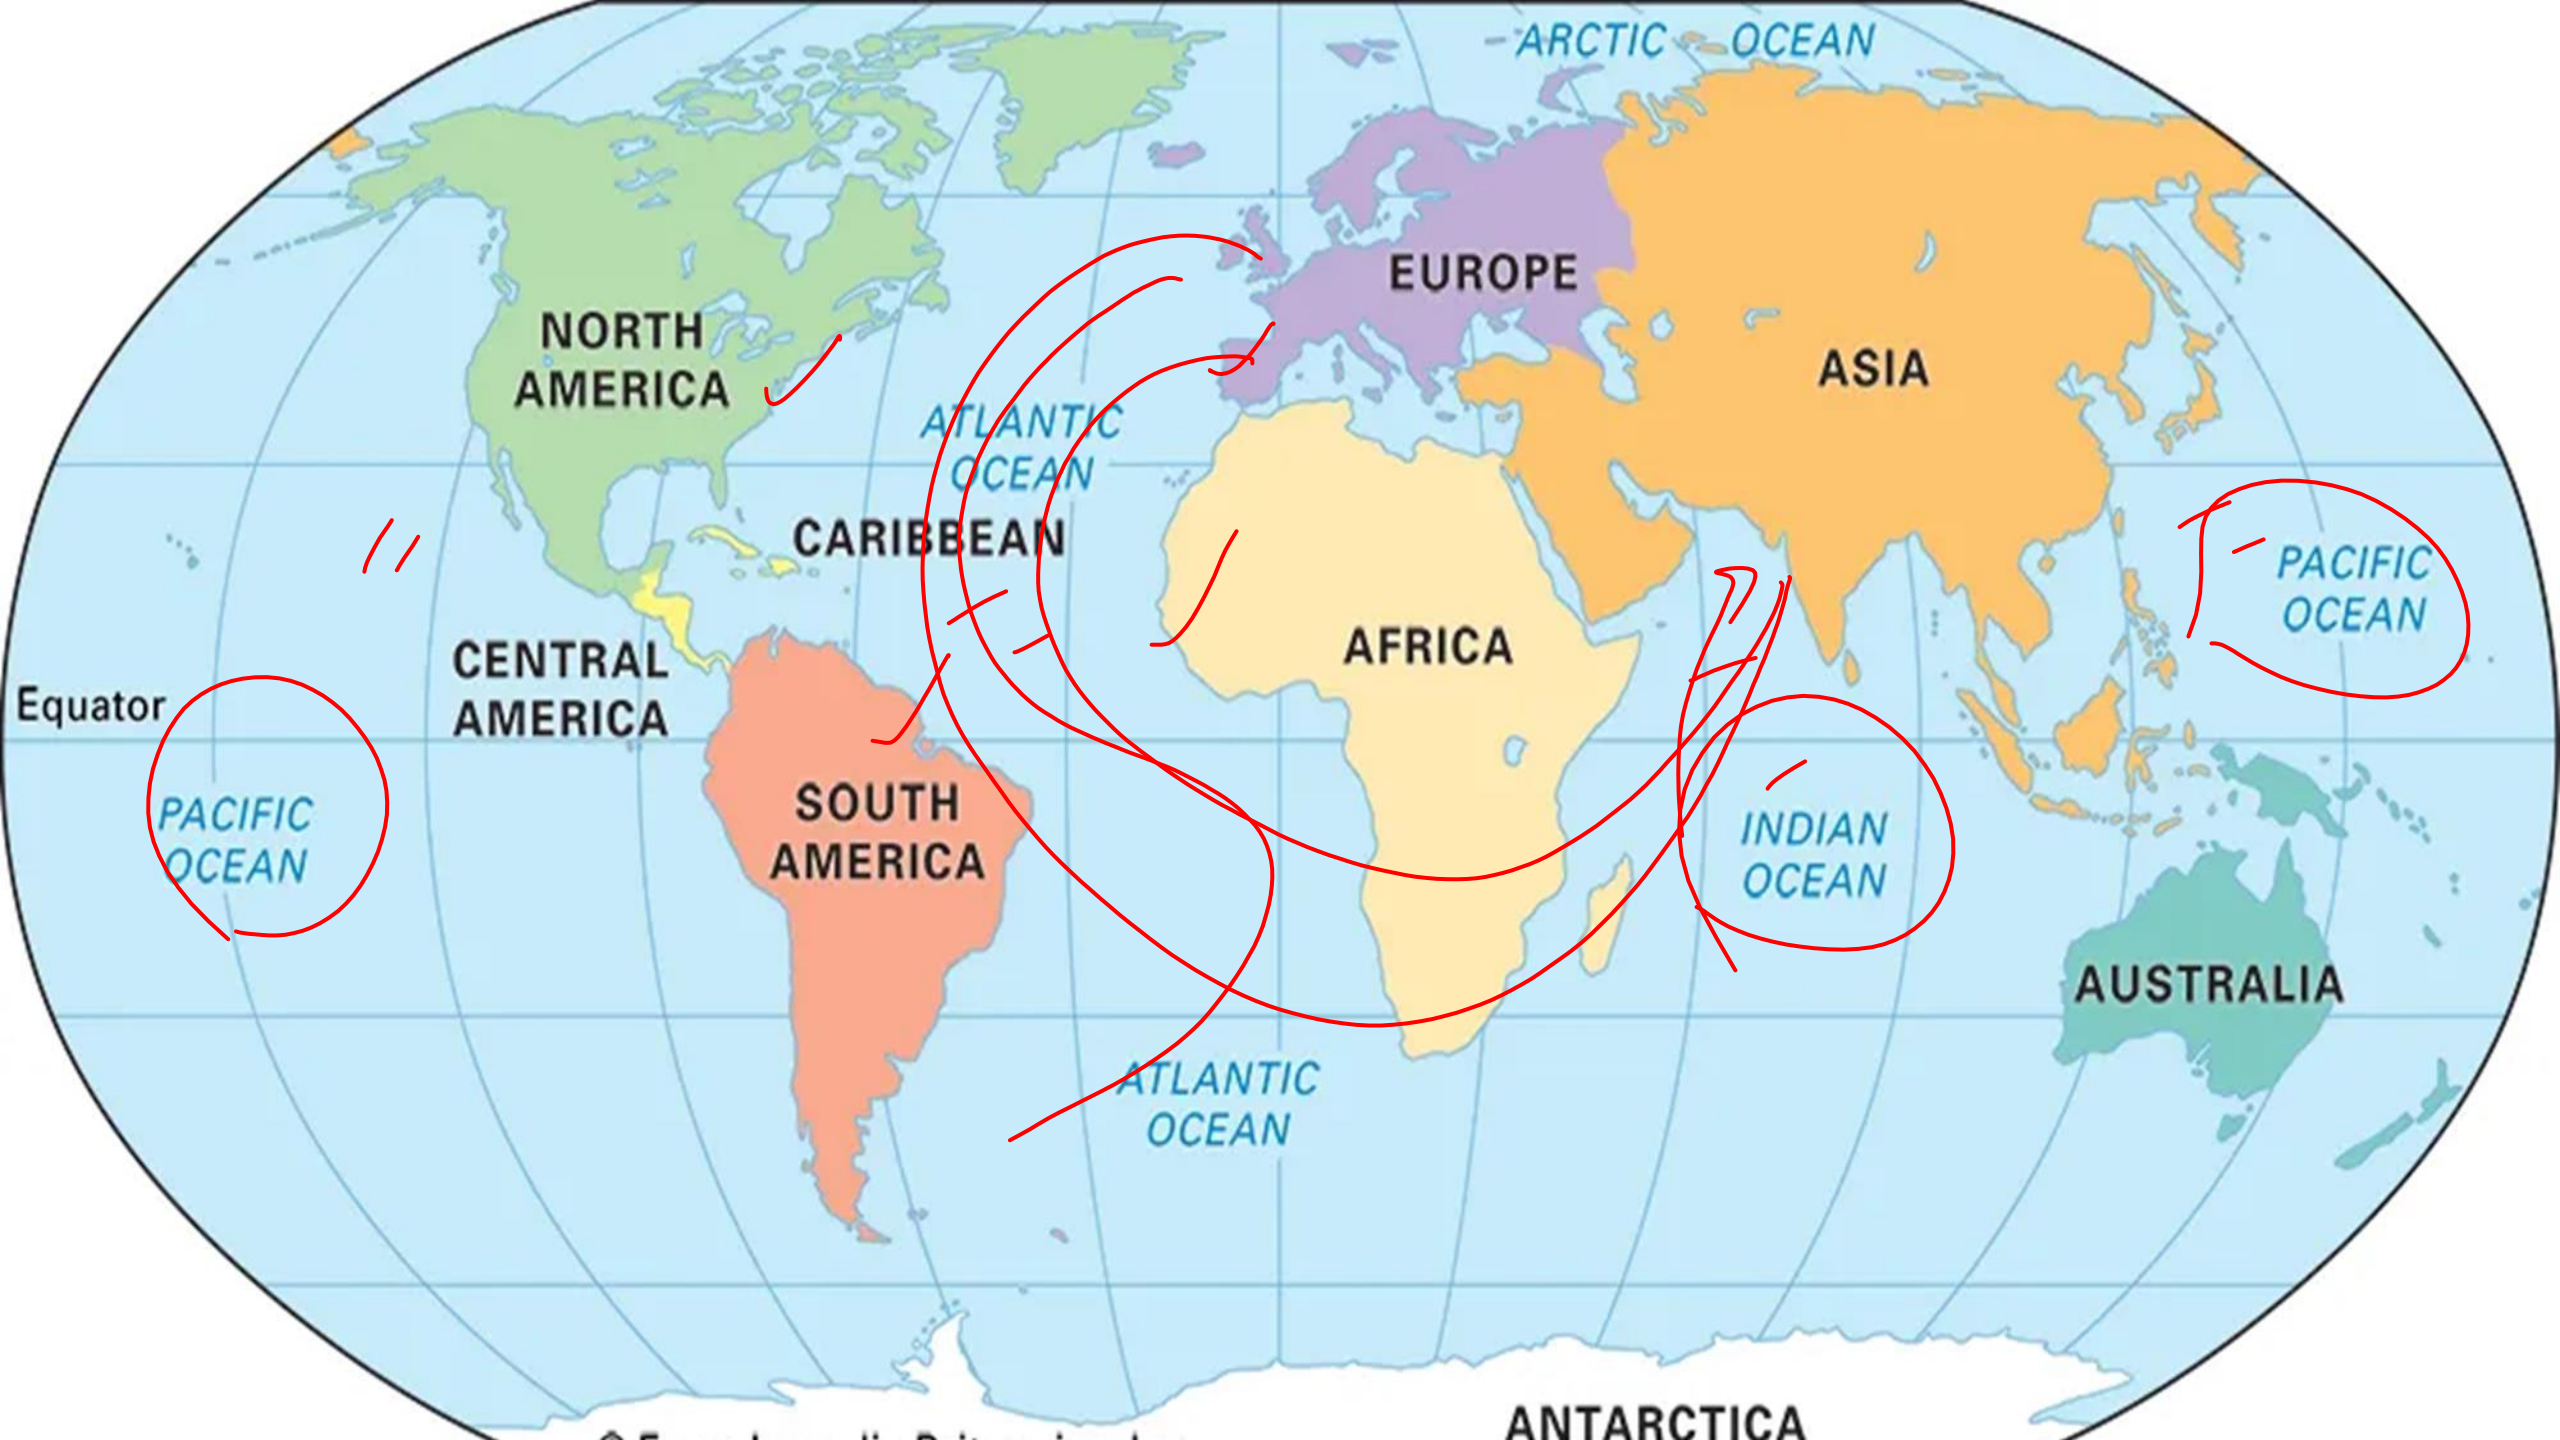 ARCTIC OCEAN
NORTH
AMERICA
EUROPE
ASIA
ATLANTIC
OCEAN
CARIBBEAN
PACIFIC
OCEAN
AFRICA
CENTRAL
AMERICA
Equator
PACIFIC
OCEAN
SOUTH
AMERICA
INDIAN
OCEAN
AUSTRALIA
ATLANTIC
OCEAN
ANTARCTICA